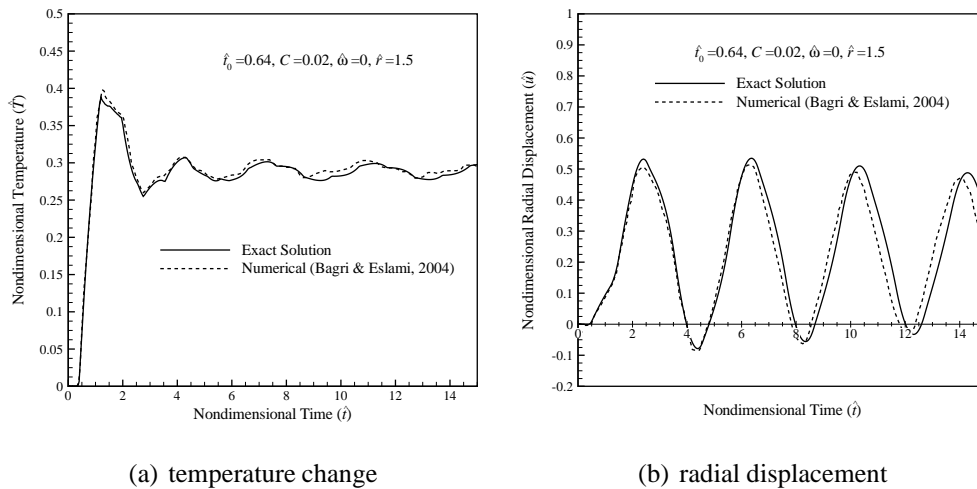 0.5
0.45
0.4
0.35
0.3
0.25
0.2
0.15
0.1
0.05
0
0 2 4 6 8 10 12 14
Nondimensional Temperature (T̂)
t̂₀=0.64, C=0.02, ω̂=0, r̂=1.5
Exact Solution
Numerical (Bagri & Eslami, 2004)
Nondimensional Time (t̂)
(a) temperature change
1
0.9
0.8
0.7
0.6
0.5
0.4
0.3
0.2
0.1
0
-0.1
-0.2
0 2 4 6 8 10 12 14
Nondimensional Radial Displacement (û)
t̂₀=0.64, C=0.02, ω̂=0, r̂=1.5
Exact Solution
Numerical (Bagri & Eslami, 2004)
Nondimensional Time (t̂)
(b) radial displacement